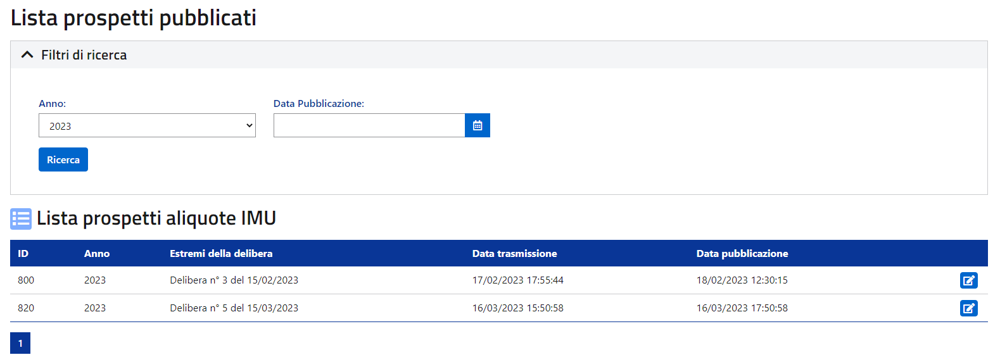 Lista prospetti pubblicati
Filtri di ricerca
Anno: Data Pubblicazione:
2023
Ricerca
Lista prospetti aliquote IMU
ID Anno Estremi della delibera Data trasmissione Data pubblicazione
800 2023 Delibera n° 3 del 15/02/2023 17/02/2023 17:55:44 18/02/2023 12:30:15
820 2023 Delibera n° 5 del 15/03/2023 16/03/2023 15:50:58 16/03/2023 17:50:58
1